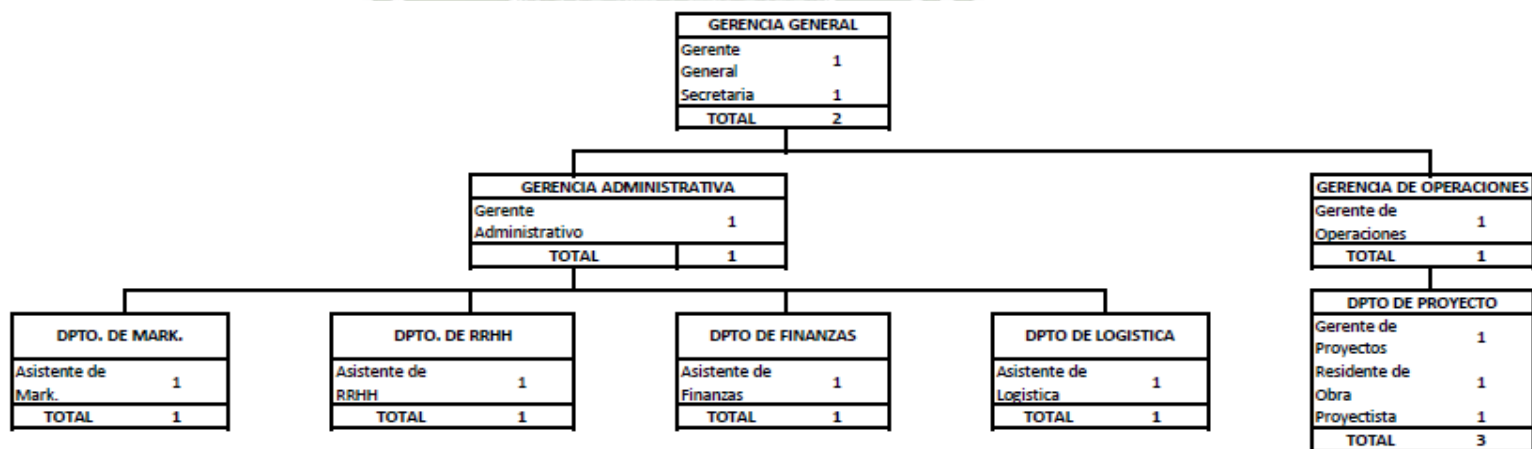 GERENCIA GENERAL
Gerente
General 1
Secretaria 1
TOTAL 2
GERENCIA ADMINISTRATIVA
Gerente
Administrativo 1
TOTAL 1
GERENCIA DE OPERACIONES
Gerente de
Operaciones 1
TOTAL 1
DPTO. DE MARK.
Asistente de
Mark. 1
TOTAL 1
DPTO. DE RRHH
Asistente de
RRHH 1
TOTAL 1
DPTO DE FINANZAS
Asistente de
Finanzas 1
TOTAL 1
DPTO DE LOGISTICA
Asistente de
Logistica 1
TOTAL 1
DPTO DE PROYECTO
Gerente de
Proyectos 1
Residente de
Obra 1
Proyectista 1
TOTAL 3